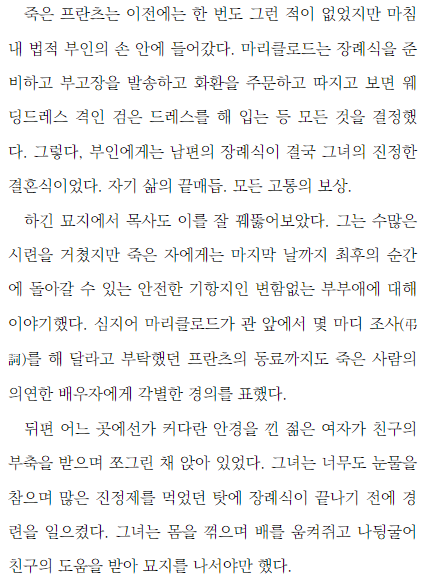 죽은 프란츠는 이전에는 한 번도 그런 적이 없었지만 마침
내 법적 부인의 손 안에 들어갔다. 마리클로드는 장례식을 준
비하고 부고장을 발송하고 화환을 주문하고 따지고 보면 웨
딩드레스 격인 검은 드레스를 해 입는 등 모든 것을 결정했
다. 그렇다, 부인에게는 남편의 장례식이 결국 그녀의 진정한
결혼식이었다. 자기 삶의 끝매듭. 모든 고통의 보상.
하긴 묘지에서 목사도 이를 잘 꿰뚫어보았다. 그는 수많은
시련을 거쳤지만 죽은 자에게는 마지막 날까지 최후의 순간
에 돌아갈 수 있는 안전한 기항지인 변함없는 부부애에 대해
이야기했다. 심지어 마리클로드가 관 앞에서 몇 마디 조사(弔
詞)를 해 달라고 부탁했던 프란츠의 동료까지도 죽은 사람의
의연한 배우자에게 각별한 경의를 표했다.
뒤편 어느 곳에선가 커다란 안경을 낀 젊은 여자가 친구의
부축을 받으며 쪼그린 채 앉아 있었다. 그녀는 너무도 눈물을
참으며 많은 진정제를 먹었던 탓에 장례식이 끝나기 전에 경
련을 일으켰다. 그녀는 몸을 꺾으며 배를 움켜쥐고 나뒹굴어
친구의 도움을 받아 묘지를 나서야만 했다.